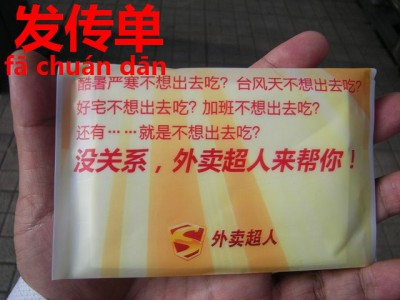 发传单
fā chuán dān
酷暑严寒不想出去吃？台风天不想出去吃？
好宅不想出去吃？加班不想出去吃？
还有……就是不想出去吃？
没关系，外卖超人来帮你！
外卖超人